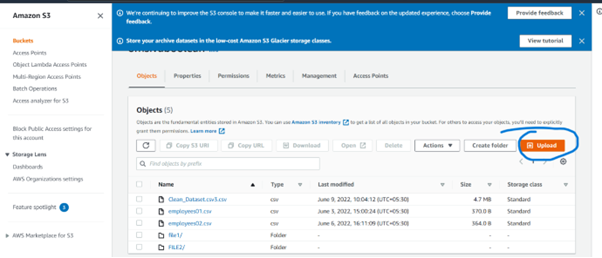 Amazon S3
Buckets
Access Points
Object Lambda Access Points
Multi-Region Access Points
Batch Operations
Access analyzer for S3
Block Public Access settings for
this account
Storage Lens
Dashboards
AWS Organizations settings
Feature spotlight 3
AWS Marketplace for S3
We're continuing to improve the S3 console to make it faster and easier to use. If you have feedback on the updated experience, choose Provide
feedback.
Provide feedback
Store your archive datasets in the low-cost Amazon S3 Glacier storage classes.
View tutorial
Objects Properties Permissions Metrics Management Access Points
Objects (5)
Objects are the fundamental entities stored in Amazon S3. You can use Amazon S3 inventory to get a list of all objects in your bucket. For others to access your objects, you'll need to explicitly
grant them permissions. Learn more
Copy S3 URI Copy URL Download Open Delete Actions Create folder Upload
Find objects by prefix
1
Name Type Last modified Size Storage class
Clean_Dataset.csv3.csv csv June 9, 2022, 10:04:12 (UTC+05:30) 4.7 MB Standard
employees01.csv csv June 3, 2022, 15:00:24 (UTC+05:30) 370.0 B Standard
employees02.csv csv June 6, 2022, 16:11:09 (UTC+05:30) 364.0 B Standard
file1/ Folder - - -
FILE2/ Folder - - -